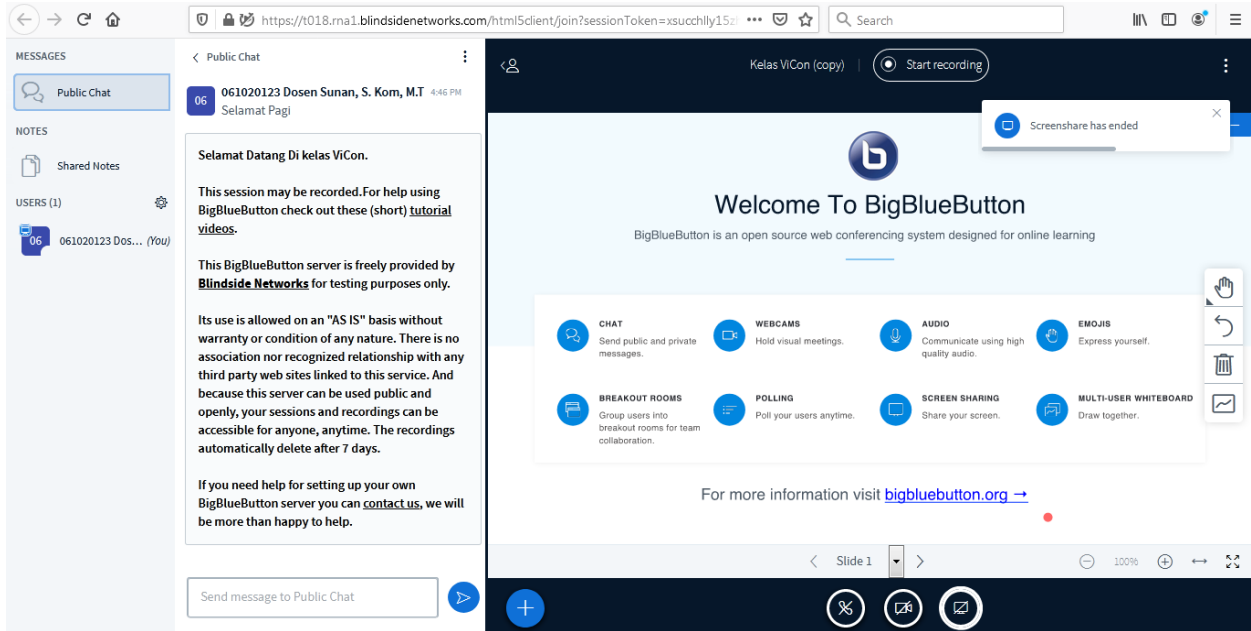 https://t018.rna1.blindsidenetworks.com/html5client/join?sessionToken=xsucchlly15z
Search
MESSAGES
Public Chat
NOTES
Shared Notes
USERS (1)
06
061020123 Dos... (You)
Public Chat
06
061020123 Dosen Sunan, S. Kom, M.T 4:46 PM
Selamat Pagi
Selamat Datang Di kelas ViCon.
This session may be recorded.For help using
BigBlueButton check out these (short) tutorial
videos.
This BigBlueButton server is freely provided by
Blindside Networks for testing purposes only.
Its use is allowed on an "AS IS" basis without
warranty or condition of any nature. There is no
association nor recognized relationship with any
third party web sites linked to this service. And
because this server can be used public and
openly, your sessions and recordings can be
accessible for anyone, anytime. The recordings
automatically delete after 7 days.
If you need help for setting up your own
BigBlueButton server you can contact us, we will
be more than happy to help.
Send message to Public Chat
Kelas ViCon (copy)
Start recording
Screenshare has ended
b
Welcome To BigBlueButton
BigBlueButton is an open source web conferencing system designed for online learning
CHAT
Send public and private
messages.
WEBCAMS
Hold visual meetings.
AUDIO
Communicate using high
quality audio.
EMOJIS
Express yourself.
BREAKOUT ROOMS
Group users into
breakout rooms for team
collaboration.
POLLING
Poll your users anytime.
SCREEN SHARING
Share your screen.
MULTI-USER WHITEBOARD
Draw together.
For more information visit bigbluebutton.org →
Slide 1
100%